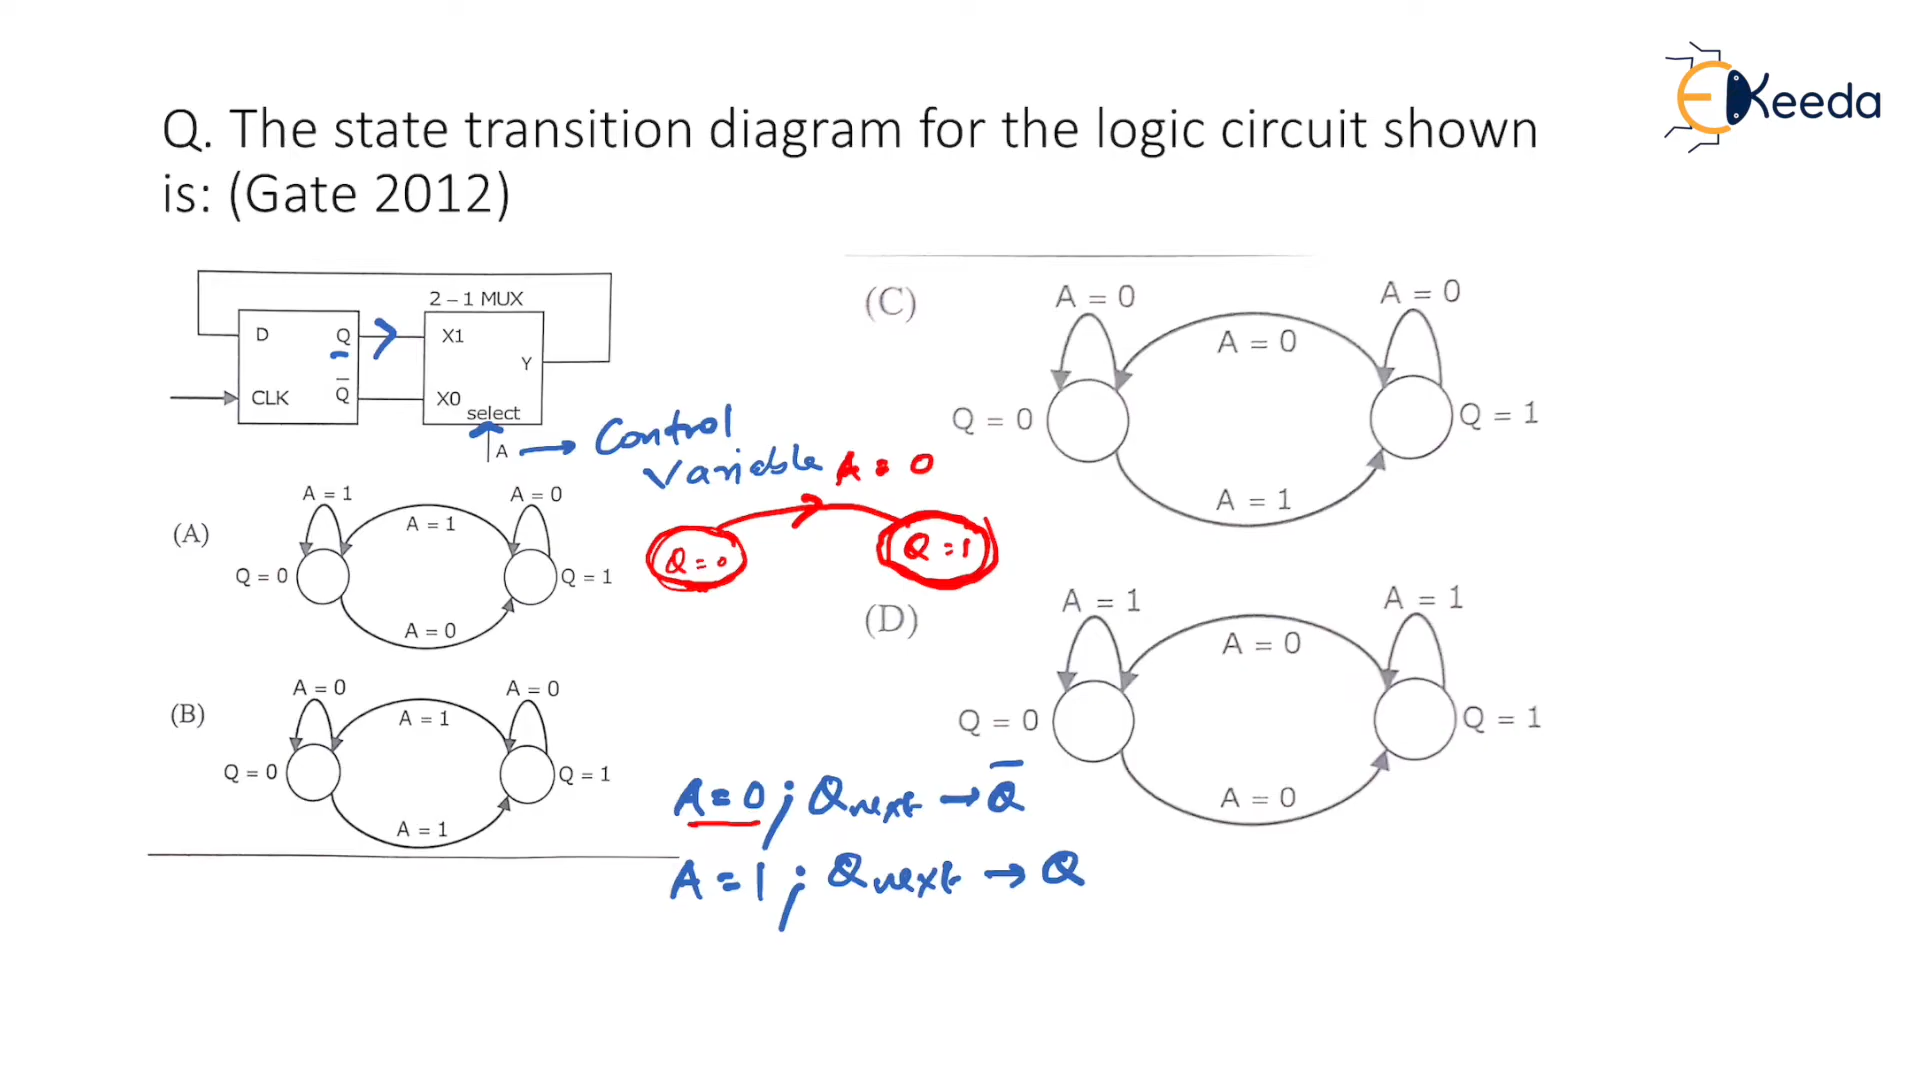 Keeda
Q. The state transition diagram for the logic circuit shown
is: (Gate 2012)
2 – 1 MUX
D Q X1 Y
CLK Q̅ X0
select
A → Control
Variable
A = 0
Q = 0 Q = 1
(A)
A = 1 A = 0
A = 1
Q = 0 Q = 1
A = 0
(B)
A = 0 A = 0
A = 1
Q = 0 Q = 1
A = 1
(C)
A = 0 A = 0
A = 0
Q = 0 Q = 1
A = 1
(D)
A = 1 A = 1
A = 0
Q = 0 Q = 1
A = 0
A = 0 ; Qnext → Q̅
A = 1 ; Qnext → Q